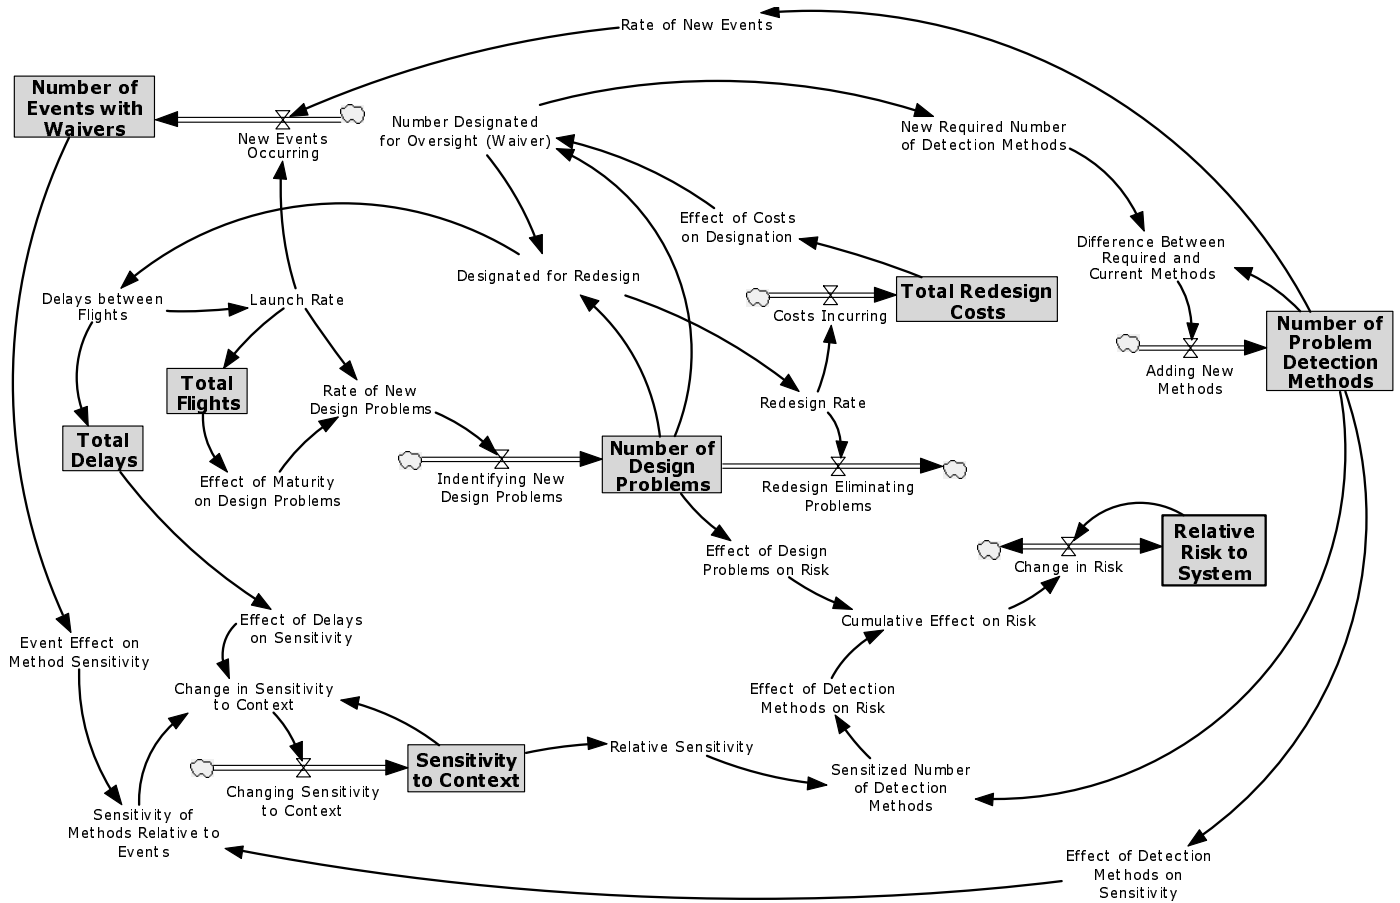 Rate of New Events
Number of
Events with
Waivers
New Events
Occurring
Number Designated
for Oversight (Waiver)
New Required Number
of Detection Methods
Effect of Costs
on Designation
Difference Between
Required and
Current Methods
Designated for Redesign
Delays between
Flights
Launch Rate
Total Redesign
Costs
Costs Incurring
Number of
Problem
Detection
Methods
Adding New
Methods
Total
Flights
Rate of New
Design Problems
Redesign Rate
Total
Delays
Effect of Maturity
on Design Problems
Indentifying New
Design Problems
Number of
Design
Problems
Redesign Eliminating
Problems
Effect of Design
Problems on Risk
Change in Risk
Relative
Risk to
System
Cumulative Effect on Risk
Effect of Delays
on Sensitivity
Event Effect on
Method Sensitivity
Change in Sensitivity
to Context
Effect of Detection
Methods on Risk
Sensitivity
to Context
Relative Sensitivity
Changing Sensitivity
to Context
Sensitized Number
of Detection
Methods
Sensitivity of
Methods Relative to
Events
Effect of Detection
Methods on
Sensitivity